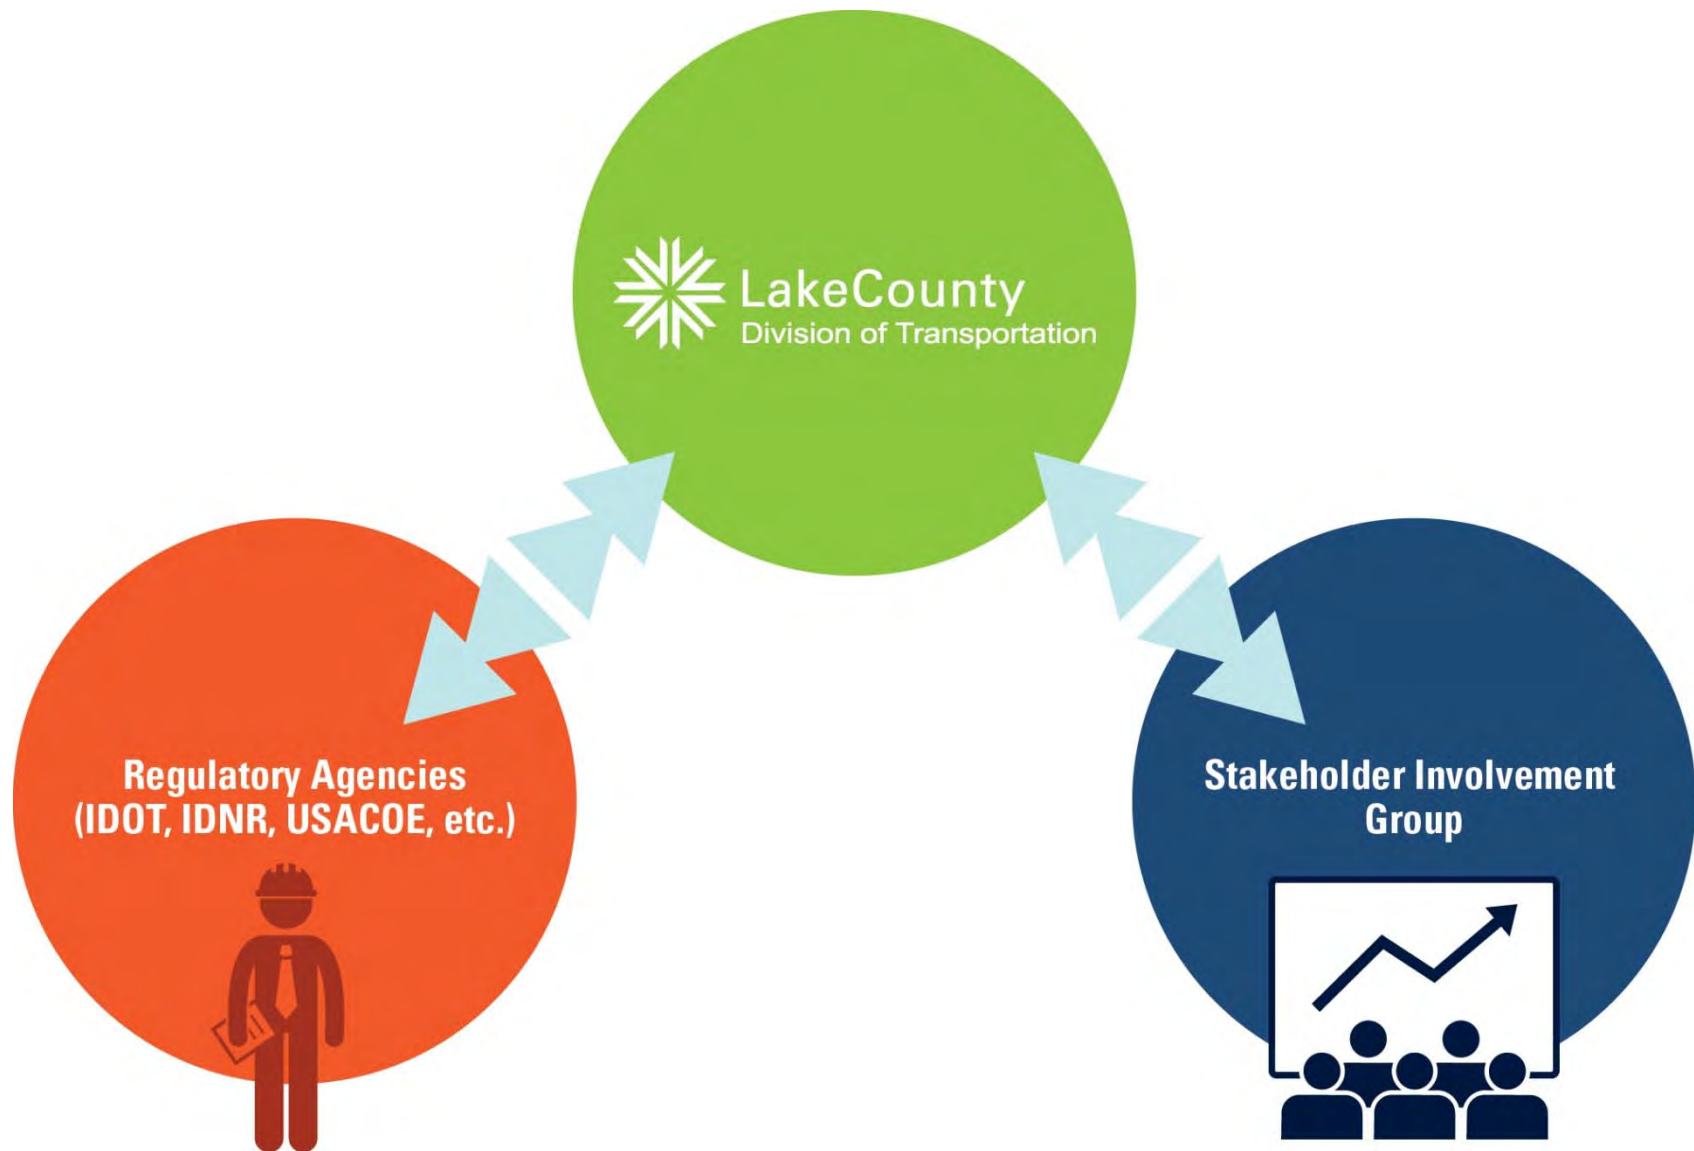 LakeCounty
Division of Transportation
Regulatory Agencies
(IDOT, IDNR, USACOE, etc.)
Stakeholder Involvement
Group